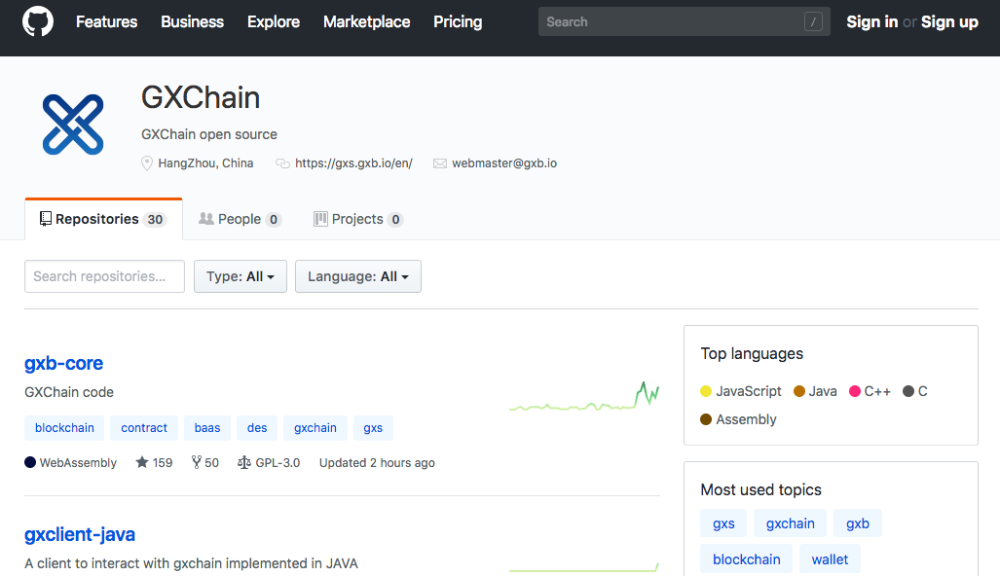 Features Business Explore Marketplace Pricing Search / Sign in or Sign up
GXChain
GXChain open source
HangZhou, China https://gxs.gxb.io/en/ webmaster@gxb.io
Repositories 30 People 0 Projects 0
Search repositories... Type: All Language: All
gxb-core
GXChain code
blockchain contract baas des gxchain gxs
WebAssembly 159 50 GPL-3.0 Updated 2 hours ago
gxclient-java
A client to interact with gxchain implemented in JAVA
Top languages
JavaScript Java C++ C
Assembly
Most used topics
gxs gxchain gxb
blockchain wallet